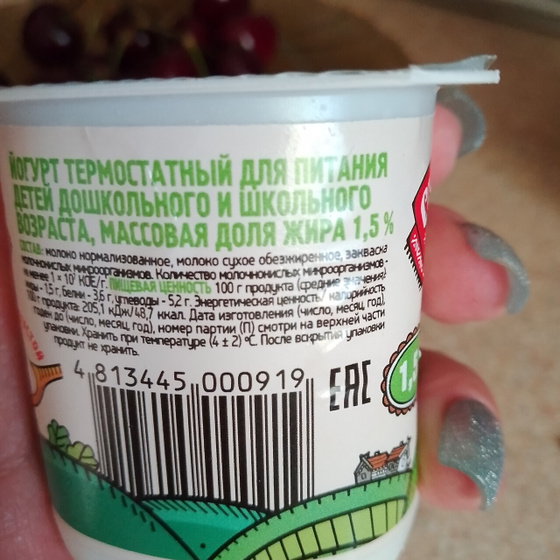 ЙОГУРТ ТЕРМОСТАТНЫЙ ДЛЯ ПИТАНИЯ
ДЕТЕЙ ДОШКОЛЬНОГО И ШКОЛЬНОГО
ВОЗРАСТА, МАССОВАЯ ДОЛЯ ЖИРА 1,5 %
СОСТАВ: молоко нормализованное, молоко сухое обезжиренное, закваска
молочнокислых микроорганизмов. Количество молочнокислых микроорганизмов -
не менее 1 × 10⁷ КОЕ/г. ПИЩЕВАЯ ЦЕННОСТЬ 100 г продукта (средние значения):
жиры - 1,5 г, белки - 3,6 г, углеводы - 5,2 г. Энергетическая ценность/ калорийность
100 г продукта: 205,1 кДж/48,7 ккал. Дата изготовления (число, месяц, год),
годен до (число, месяц, год), номер партии (П) смотри на верхней части
упаковки. Хранить при температуре (4 ± 2) °С. После вскрытия упаковки
продукт не хранить.
4 813445 000919
ЕАС
1,5